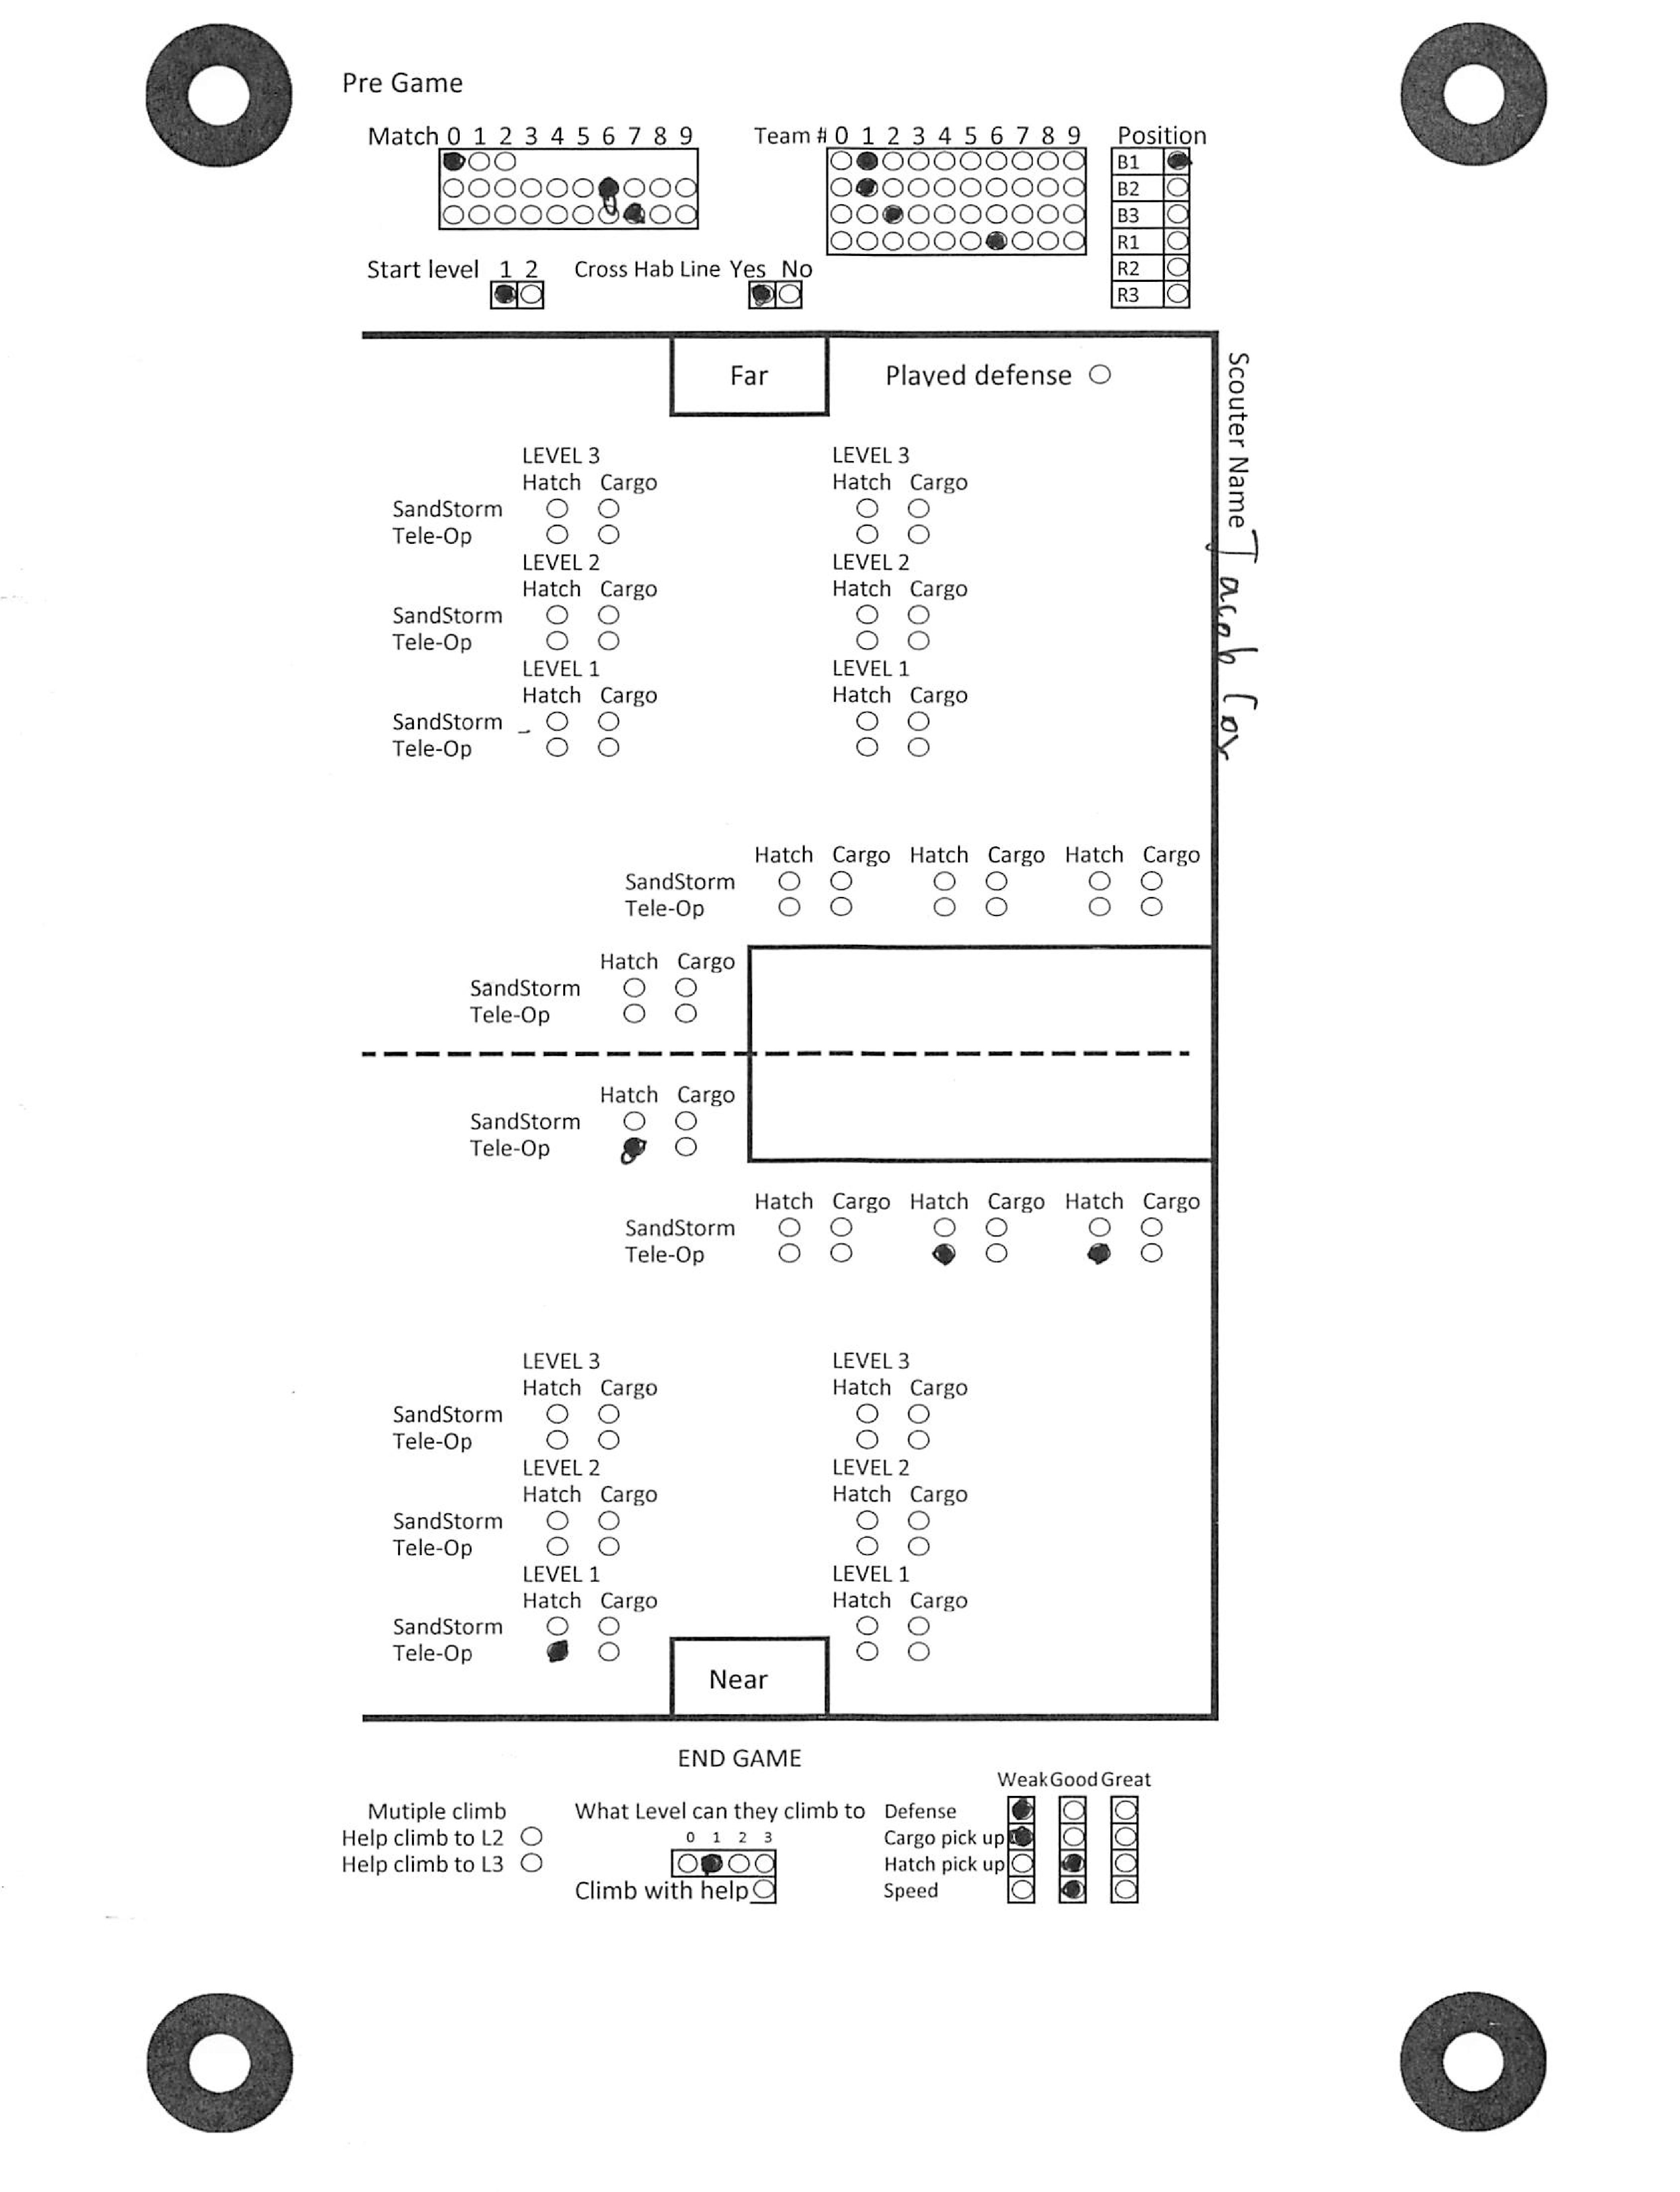 Pre Game
Match 0 1 2 3 4 5 6 7 8 9
Team # 0 1 2 3 4 5 6 7 8 9
Position
B1
B2
B3
R1
R2
R3
Start level 1 2
Cross Hab Line Yes No
Far
Played defense
Scouter Name Jacob Cox
LEVEL 3 LEVEL 3
Hatch Cargo Hatch Cargo
SandStorm
Tele-Op
LEVEL 2 LEVEL 2
Hatch Cargo Hatch Cargo
SandStorm
Tele-Op
LEVEL 1 LEVEL 1
Hatch Cargo Hatch Cargo
SandStorm
Tele-Op
Hatch Cargo Hatch Cargo Hatch Cargo
SandStorm
Tele-Op
Hatch Cargo
SandStorm
Tele-Op
Hatch Cargo
SandStorm
Tele-Op
Hatch Cargo Hatch Cargo Hatch Cargo
SandStorm
Tele-Op
LEVEL 3 LEVEL 3
Hatch Cargo Hatch Cargo
SandStorm
Tele-Op
LEVEL 2 LEVEL 2
Hatch Cargo Hatch Cargo
SandStorm
Tele-Op
LEVEL 1 LEVEL 1
Hatch Cargo Hatch Cargo
SandStorm
Tele-Op
Near
END GAME
Mutiple climb
Help climb to L2
Help climb to L3
What Level can they climb to
0 1 2 3
Climb with help
Weak Good Great
Defense
Cargo pick up
Hatch pick up
Speed